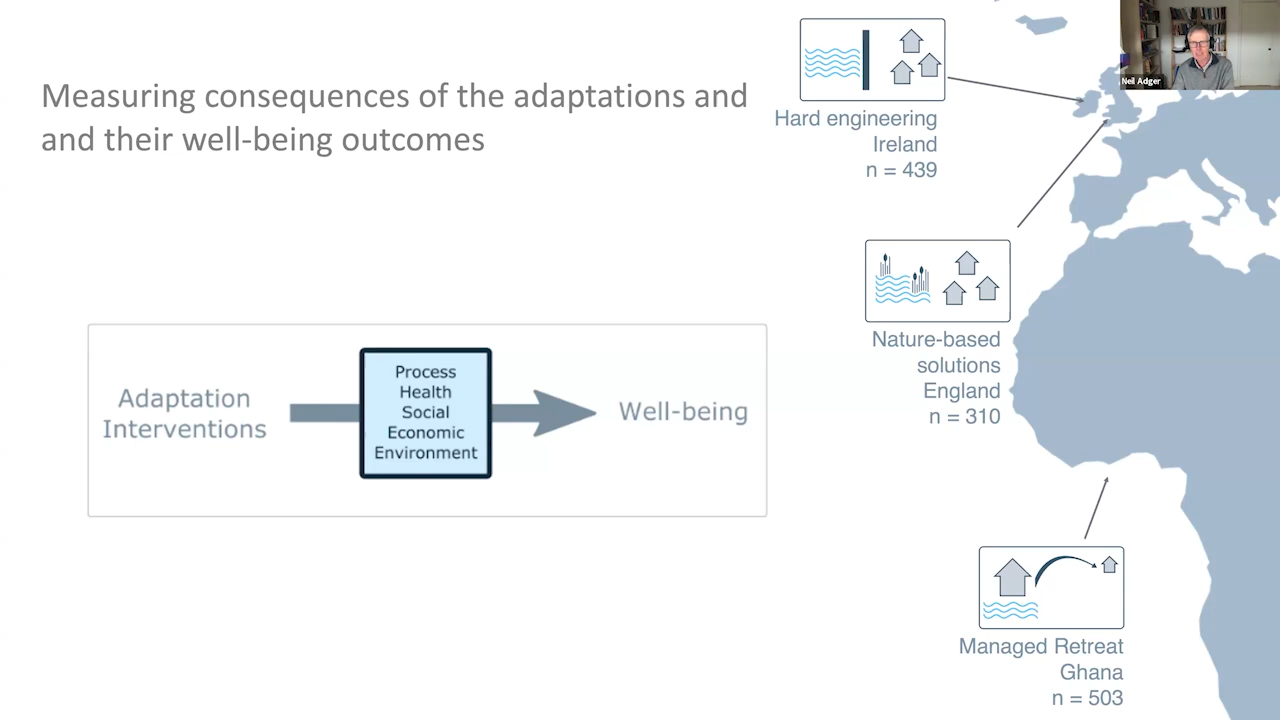 Measuring consequences of the adaptations and
and their well-being outcomes
Adaptation
Interventions
Process
Health
Social
Economic
Environment
Well-being
Hard engineering
Ireland
n = 439
Nature-based
solutions
England
n = 310
Managed Retreat
Ghana
n = 503
Neil Adger